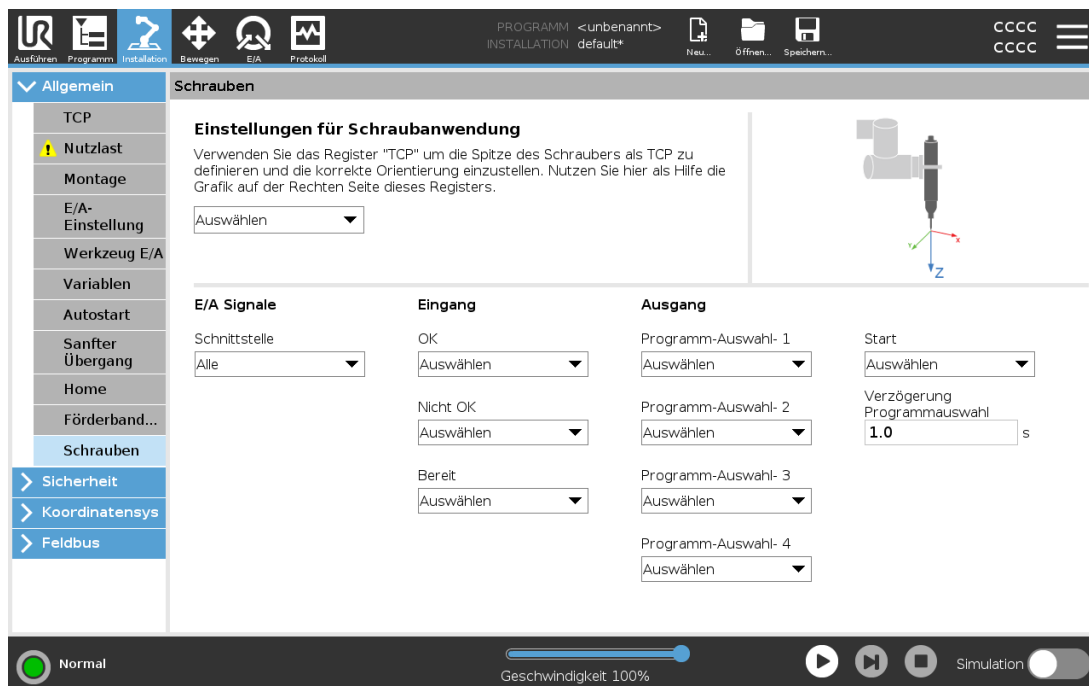 PROGRAMM <unbenannt>
INSTALLATION default*
Ausführen
Programm
Installation
Bewegen
E/A
Protokoll
Neu...
Öffnen...
Speichern...
CCCC
CCCC
Allgemein
Schrauben
TCP
Nutzlast
Montage
E/A-
Einstellung
Werkzeug E/A
Variablen
Autostart
Sanfter
Übergang
Home
Förderband...
Schrauben
Sicherheit
Koordinatensys
Feldbus
Einstellungen für Schraubanwendung
Verwenden Sie das Register "TCP" um die Spitze des Schraubers als TCP zu
definieren und die korrekte Orientierung einzustellen. Nutzen Sie hier als Hilfe die
Grafik auf der Rechten Seite dieses Registers.
Auswählen
Y
X
Z
E/A Signale
Schnittstelle
Alle
Eingang
OK
Auswählen
Nicht OK
Auswählen
Bereit
Auswählen
Ausgang
Programm-Auswahl- 1
Auswählen
Programm-Auswahl- 2
Auswählen
Programm-Auswahl- 3
Auswählen
Programm-Auswahl- 4
Auswählen
Start
Auswählen
Verzögerung
Programmauswahl
1.0 s
Normal
Geschwindigkeit 100%
Simulation